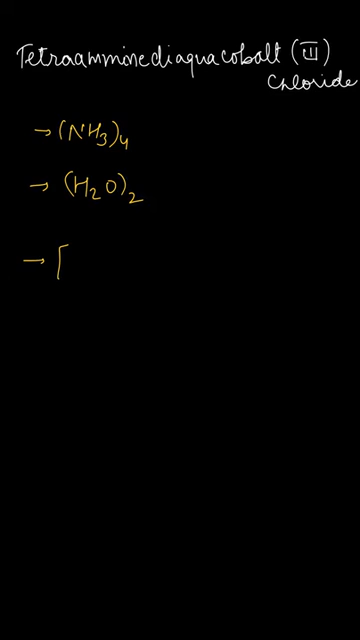 Tetraamminediaquacobalt (III)
Chloride
→ (NH3)4
→ (H2O)2
→ [